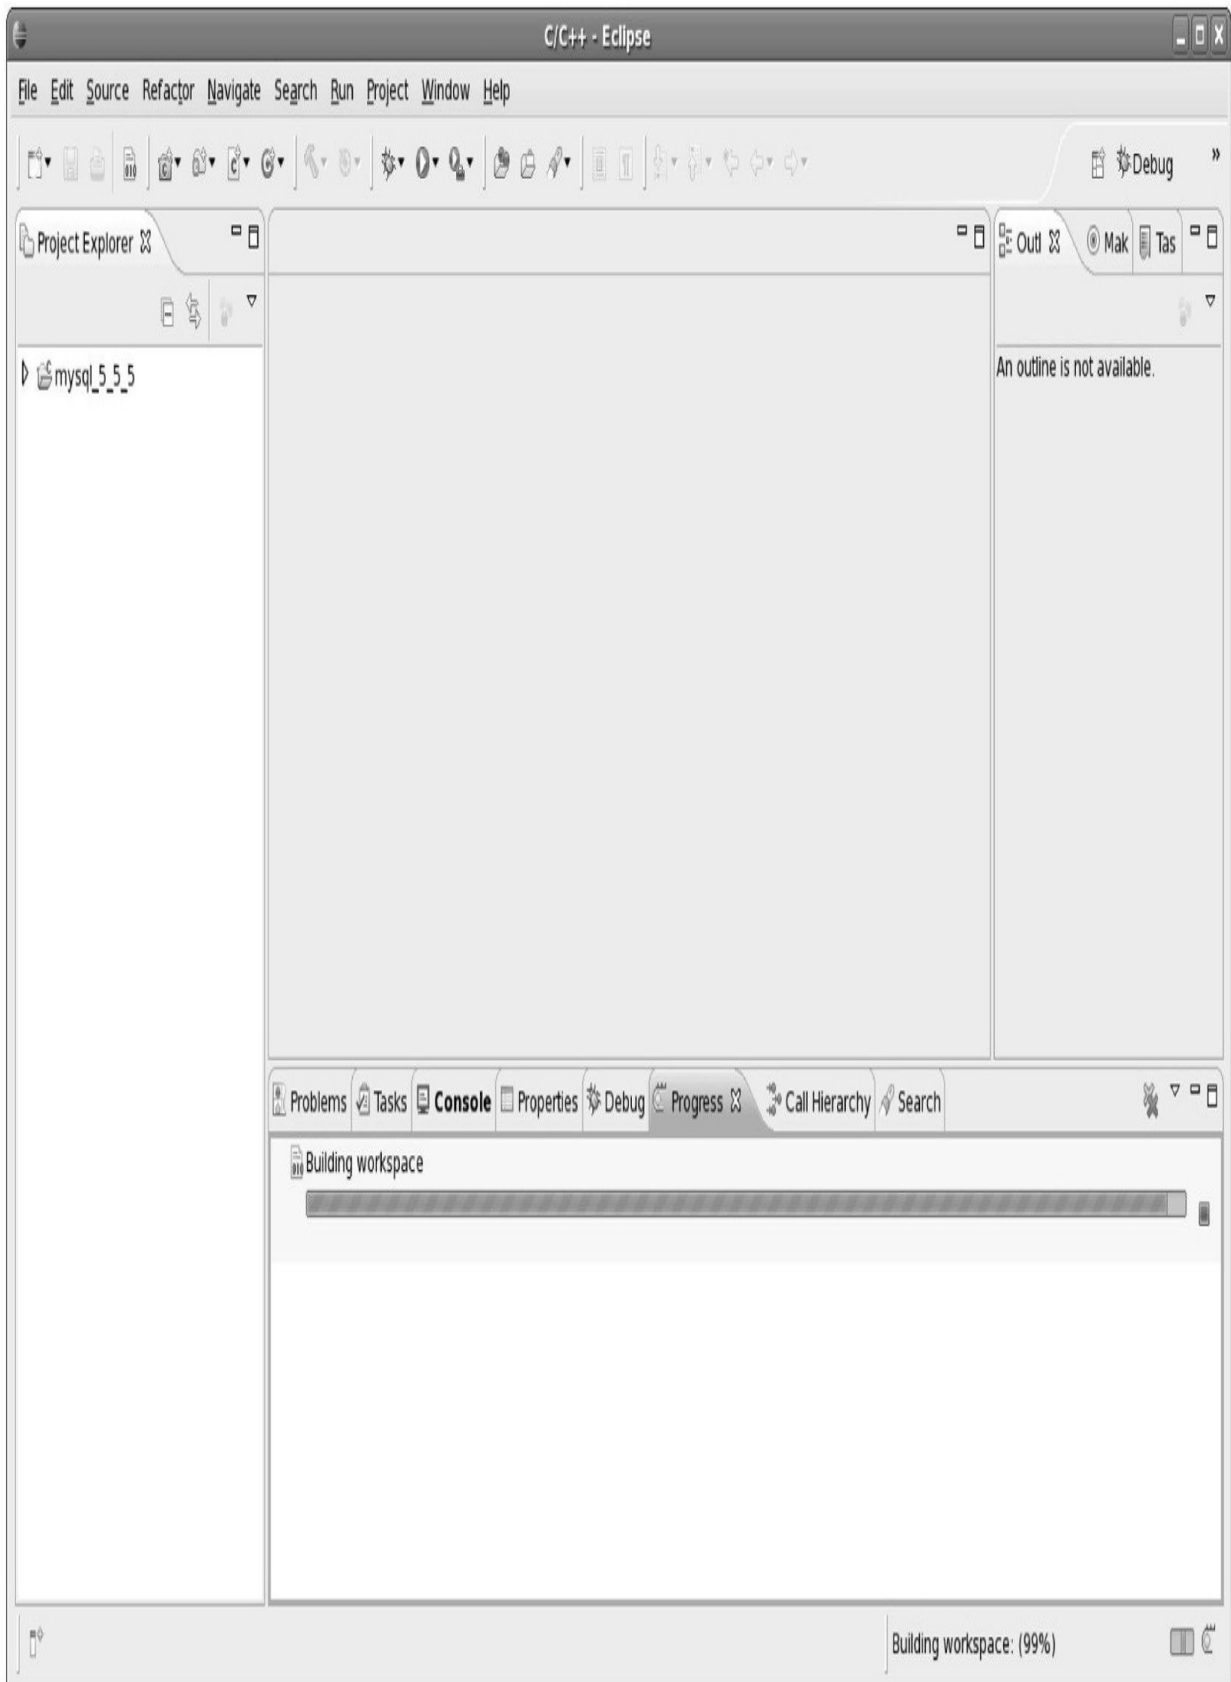 C/C++ - Eclipse
File Edit Source Refactor Navigate Search Run Project Window Help
Debug »
Project Explorer
Outl Mak Tas
mysql_5_5_5
An outline is not available.
Problems Tasks Console Properties Debug Progress Call Hierarchy Search
Building workspace
Building workspace: (99%)